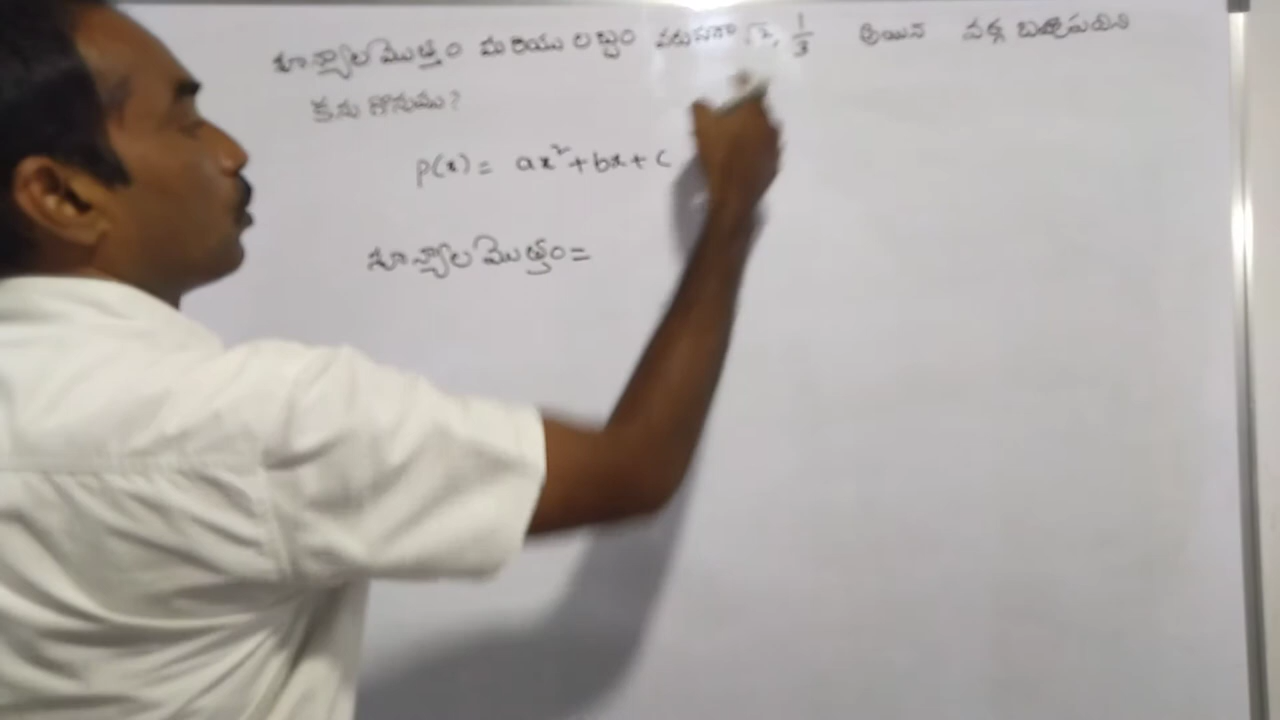 శూన్యాల మొత్తం మరియు లబ్దం వరుసగా √2, 1/3 అయిన వర్గ బహుపదిని
కనుగొనుము?
p(x) = ax²+bx+c
శూన్యాల మొత్తం =